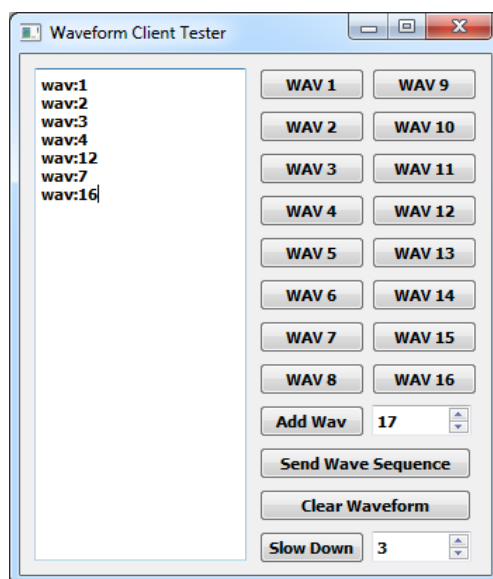 Waveform Client Tester
wav:1
wav:2
wav:3
wav:4
wav:12
wav:7
wav:16
WAV 1 WAV 9
WAV 2 WAV 10
WAV 3 WAV 11
WAV 4 WAV 12
WAV 5 WAV 13
WAV 6 WAV 14
WAV 7 WAV 15
WAV 8 WAV 16
Add Wav 17
Send Wave Sequence
Clear Waveform
Slow Down 3